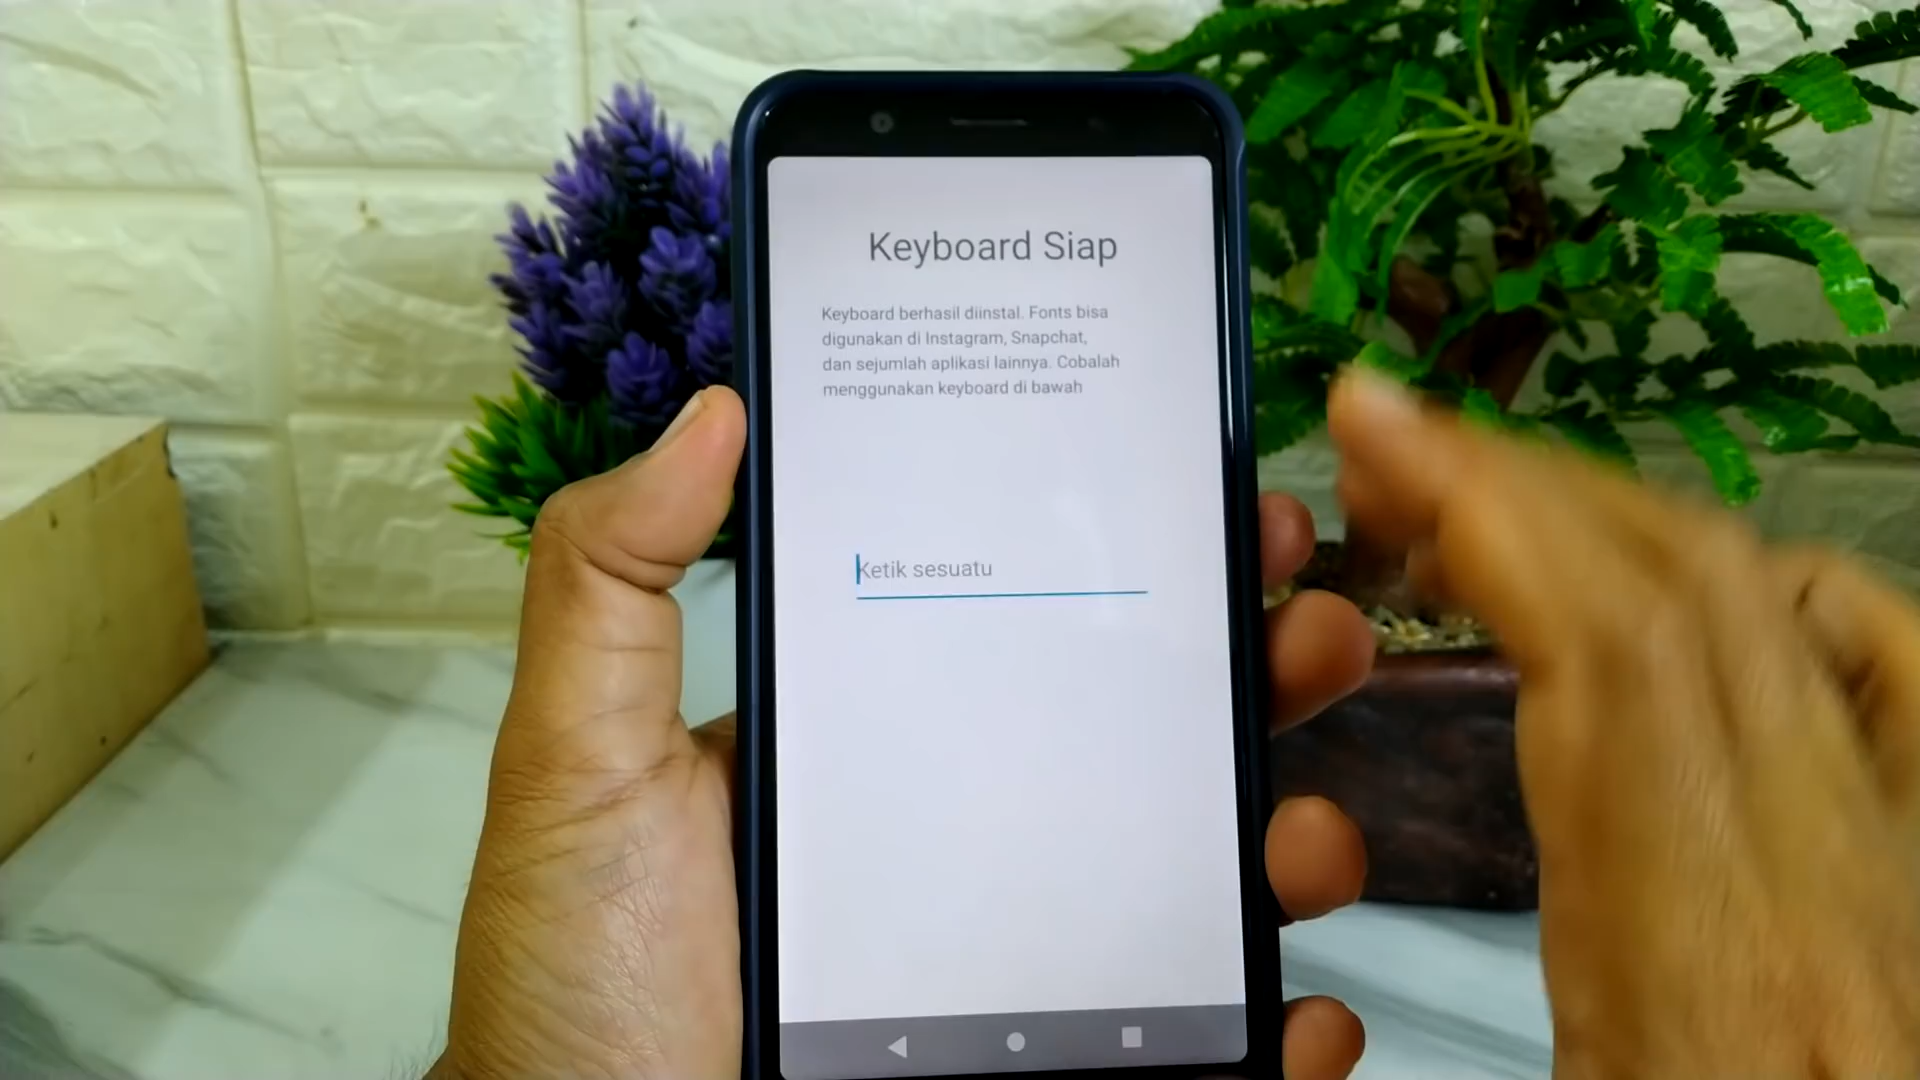 Keyboard Siap
Keyboard berhasil diinstal. Fonts bisa
digunakan di Instagram, Snapchat,
dan sejumlah aplikasi lainnya. Cobalah
menggunakan keyboard di bawah
Ketik sesuatu